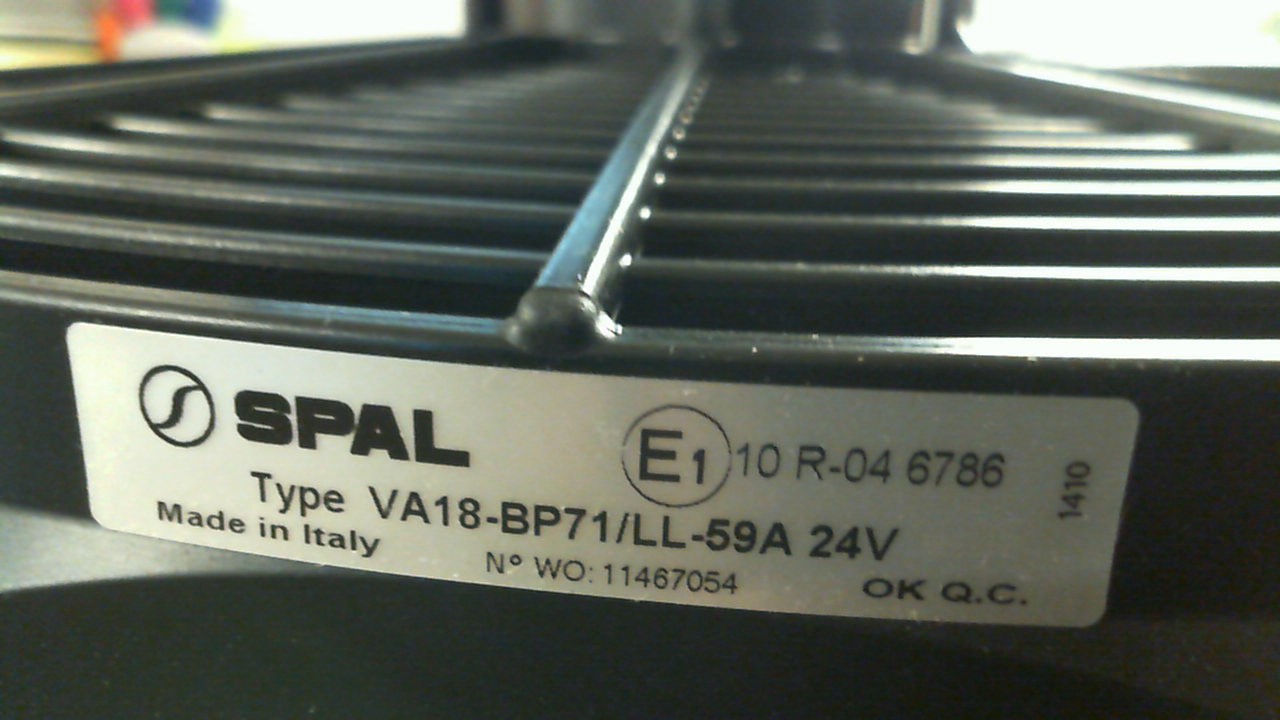 SPAL
E1 10 R-04 6786
1410
Type VA18-BP71/LL-59A 24V
Made in Italy
N° WO: 11467054
OK Q.C.